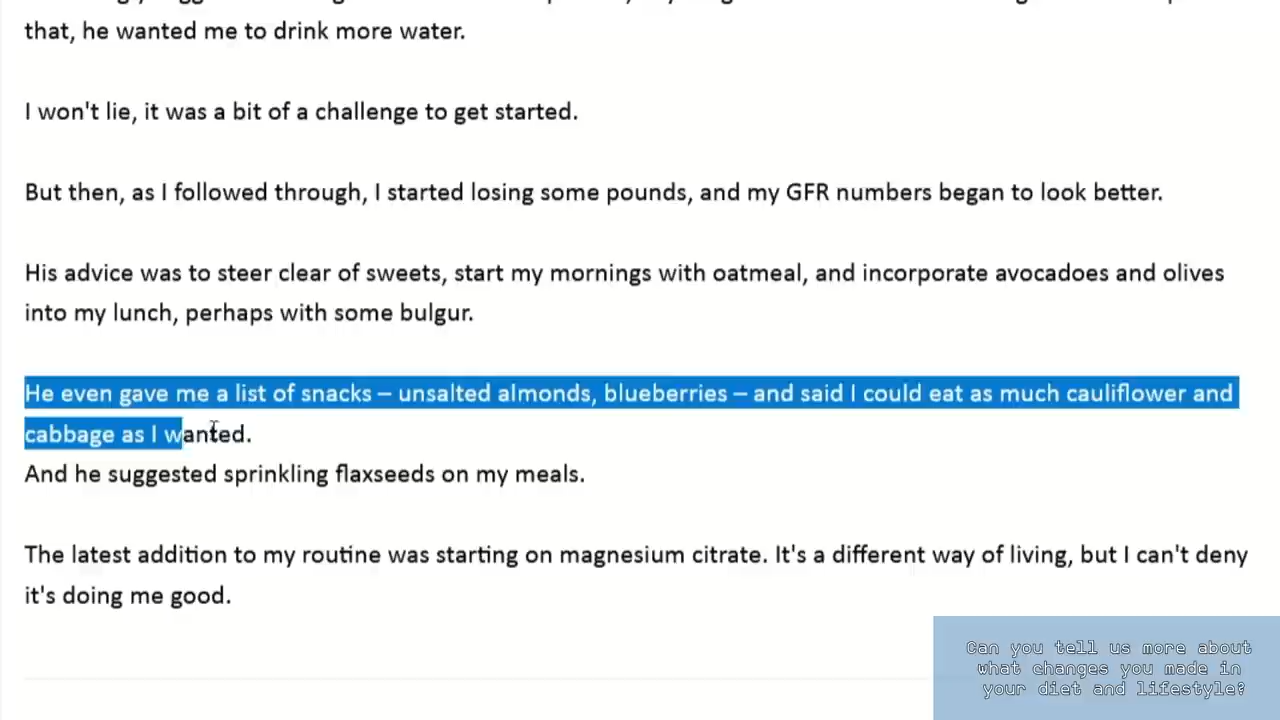 that, he wanted me to drink more water.
I won't lie, it was a bit of a challenge to get started.
But then, as I followed through, I started losing some pounds, and my GFR numbers began to look better.
His advice was to steer clear of sweets, start my mornings with oatmeal, and incorporate avocadoes and olives
into my lunch, perhaps with some bulgur.
He even gave me a list of snacks – unsalted almonds, blueberries – and said I could eat as much cauliflower and
cabbage as I wanted.
And he suggested sprinkling flaxseeds on my meals.
The latest addition to my routine was starting on magnesium citrate. It's a different way of living, but I can't deny
it's doing me good.
Can you tell us more about
what changes you made in
your diet and lifestyle?